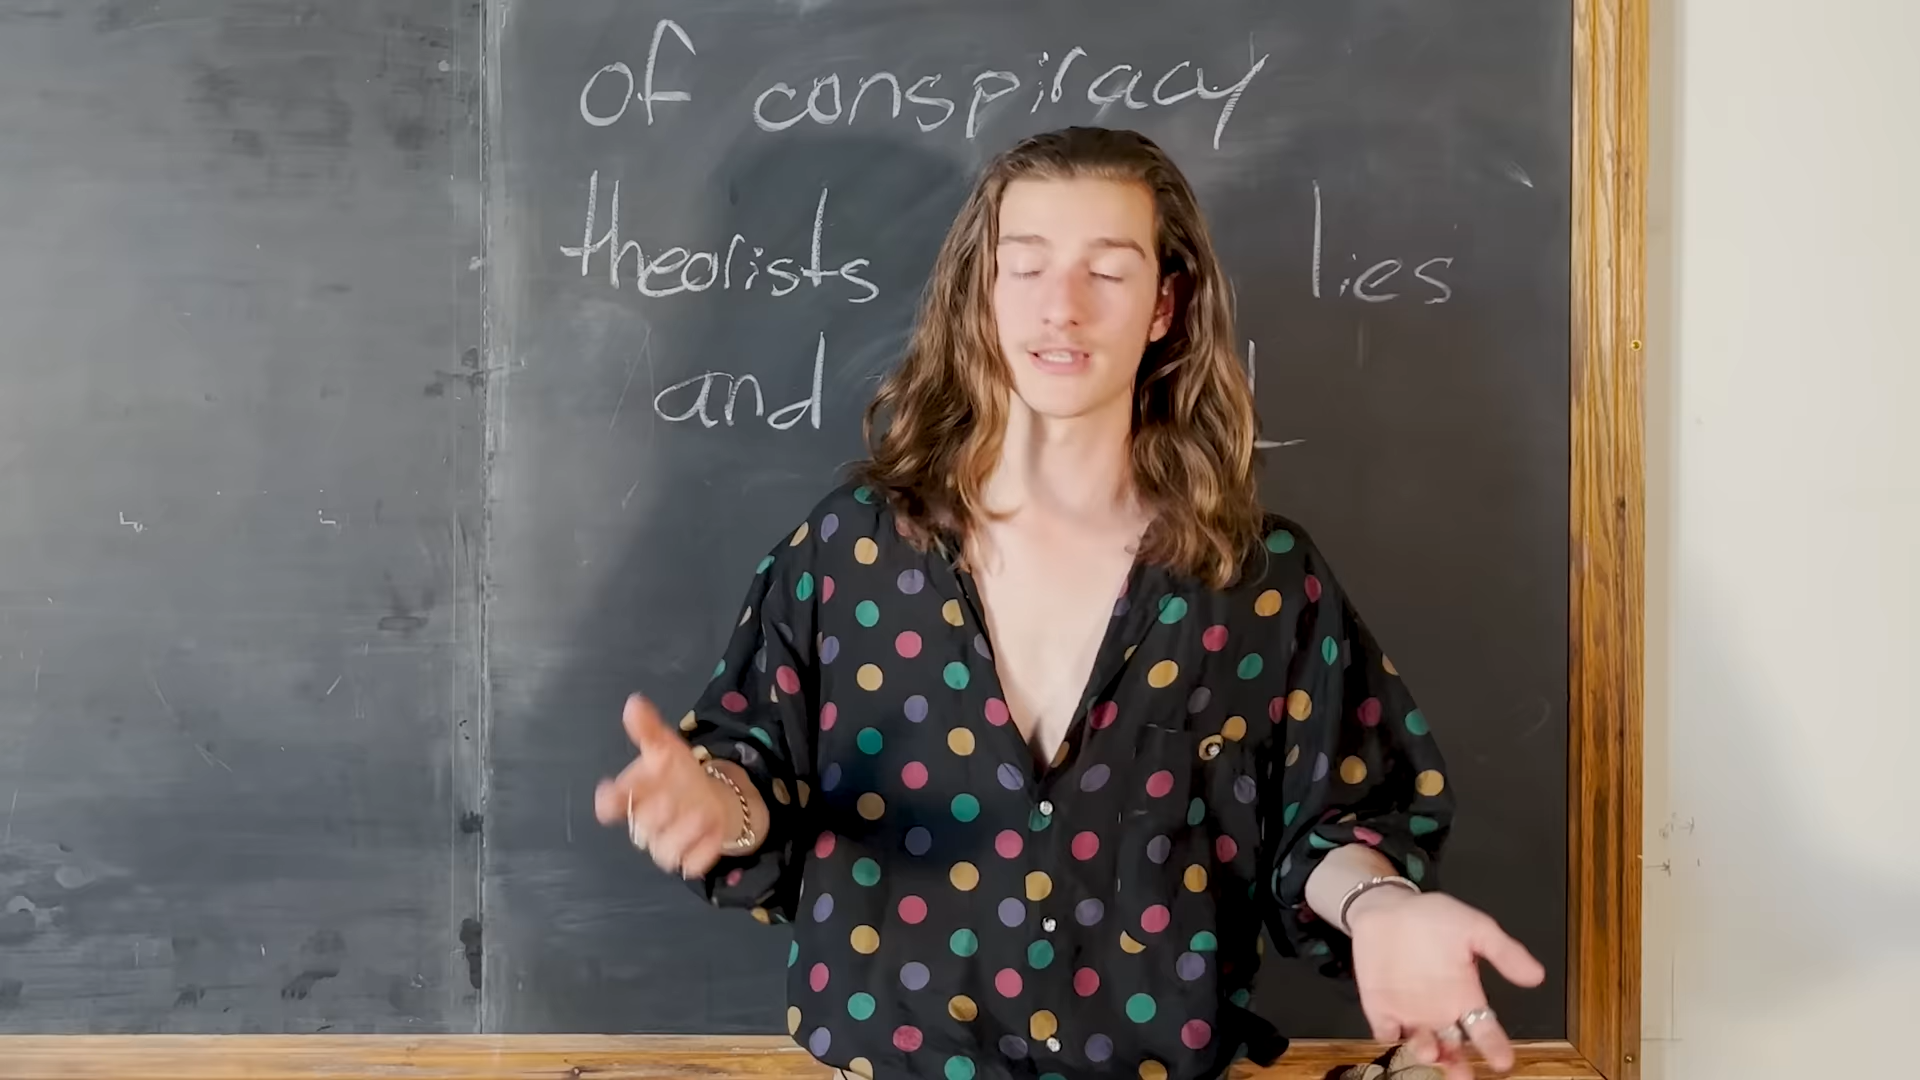 of conspiracy
theorists lies
and